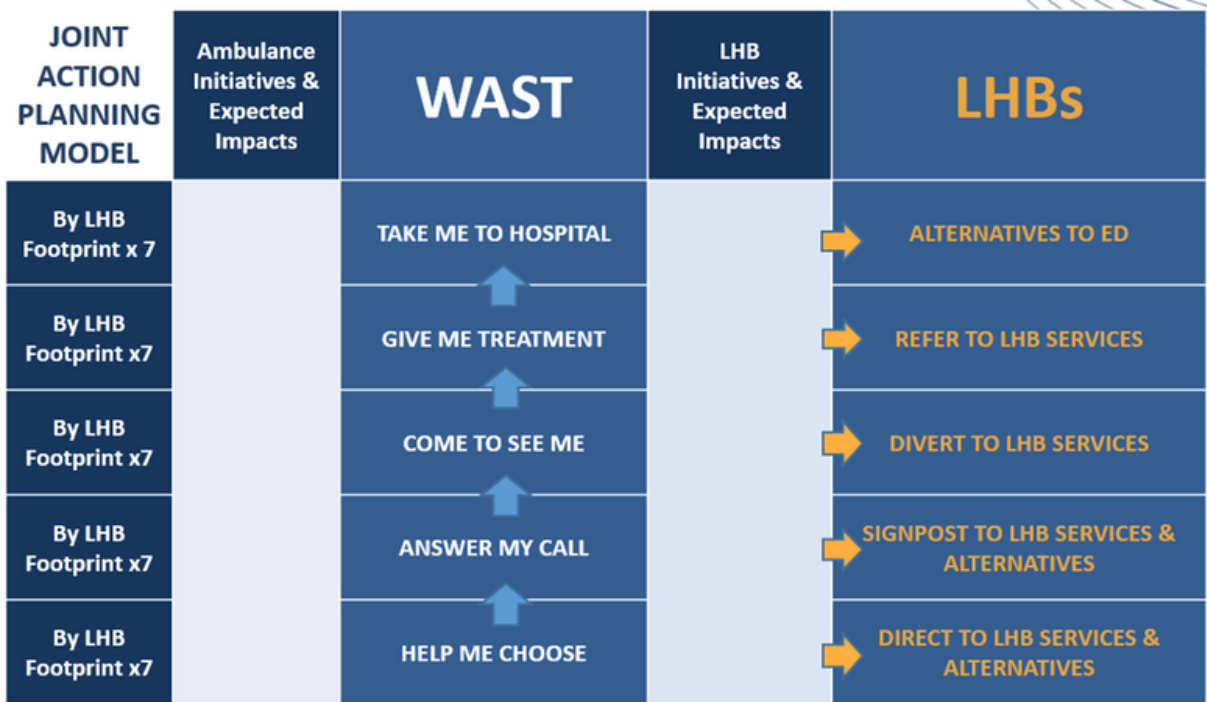 JOINT
ACTION
PLANNING
MODEL
Ambulance
Initiatives &
Expected
Impacts
WAST
LHB
Initiatives &
Expected
Impacts
LHBs
By LHB
Footprint x 7
TAKE ME TO HOSPITAL
ALTERNATIVES TO ED
By LHB
Footprint x7
GIVE ME TREATMENT
REFER TO LHB SERVICES
By LHB
Footprint x7
COME TO SEE ME
DIVERT TO LHB SERVICES
By LHB
Footprint x7
ANSWER MY CALL
SIGNPOST TO LHB SERVICES &
ALTERNATIVES
By LHB
Footprint x7
HELP ME CHOOSE
DIRECT TO LHB SERVICES &
ALTERNATIVES